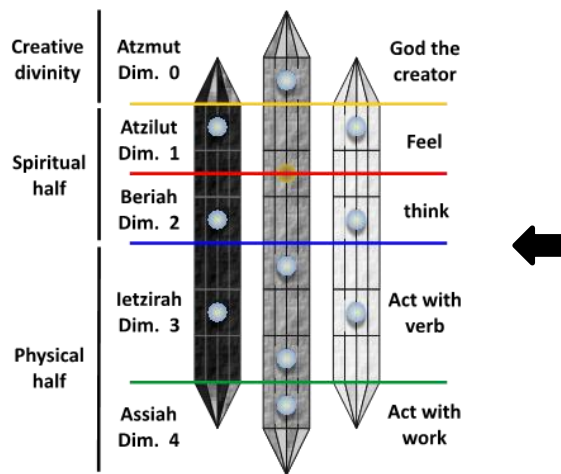 Creative
divinity
Atzmut
Dim. 0
God the
creator
Spiritual
half
Atzilut
Dim. 1
Feel
Beriah
Dim. 2
think
Physical
half
Ietzirah
Dim. 3
Act with
verb
Assiah
Dim. 4
Act with
work